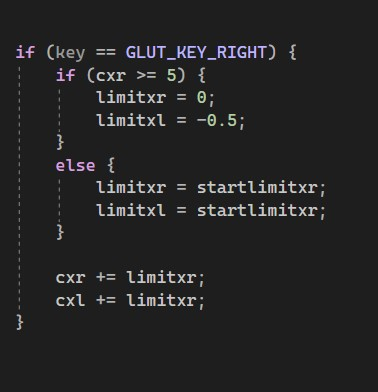 if (key == GLUT_KEY_RIGHT) {
    if (cxr >= 5) {
        limitxr = 0;
        limitxl = -0.5;
    }
    else {
        limitxr = startlimitxr;
        limitxl = startlimitxr;
    }

    cxr += limitxr;
    cxl += limitxr;
}